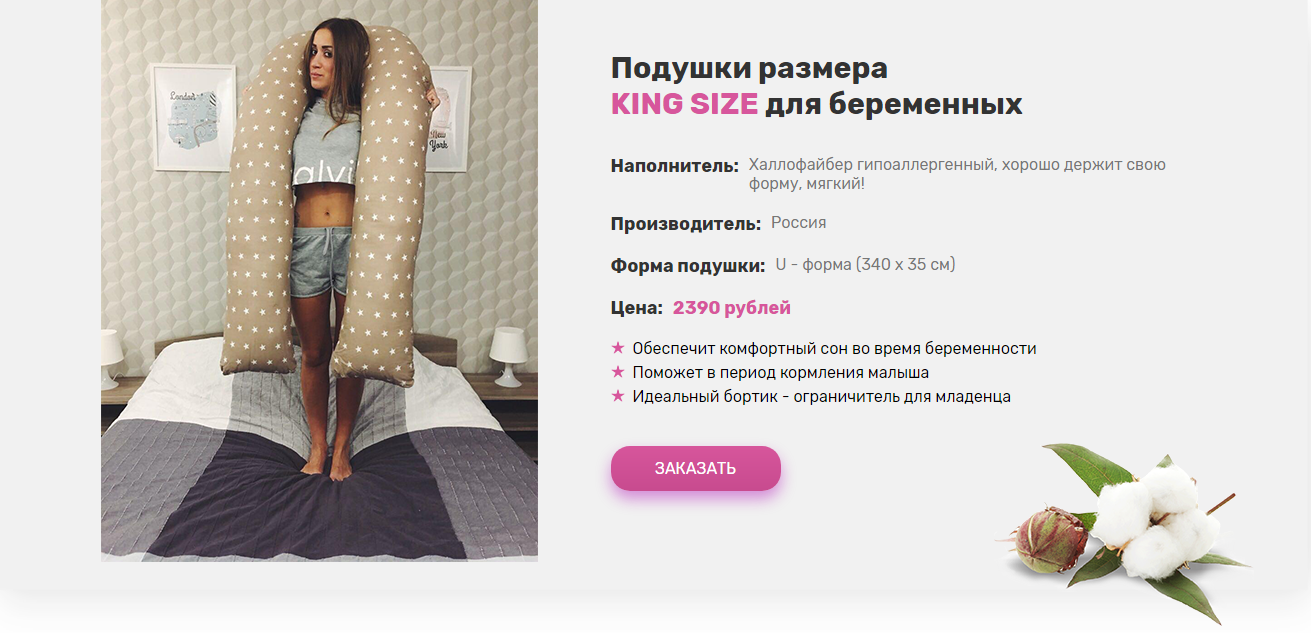 London
New
York
alvi
Подушки размера
KING SIZE для беременных
Наполнитель: Халлофайбер гипоаллергенный, хорошо держит свою
форму, мягкий!
Производитель: Россия
Форма подушки: U - форма (340 х 35 см)
Цена: 2390 рублей
★ Обеспечит комфортный сон во время беременности
★ Поможет в период кормления малыша
★ Идеальный бортик - ограничитель для младенца
ЗАКАЗАТЬ